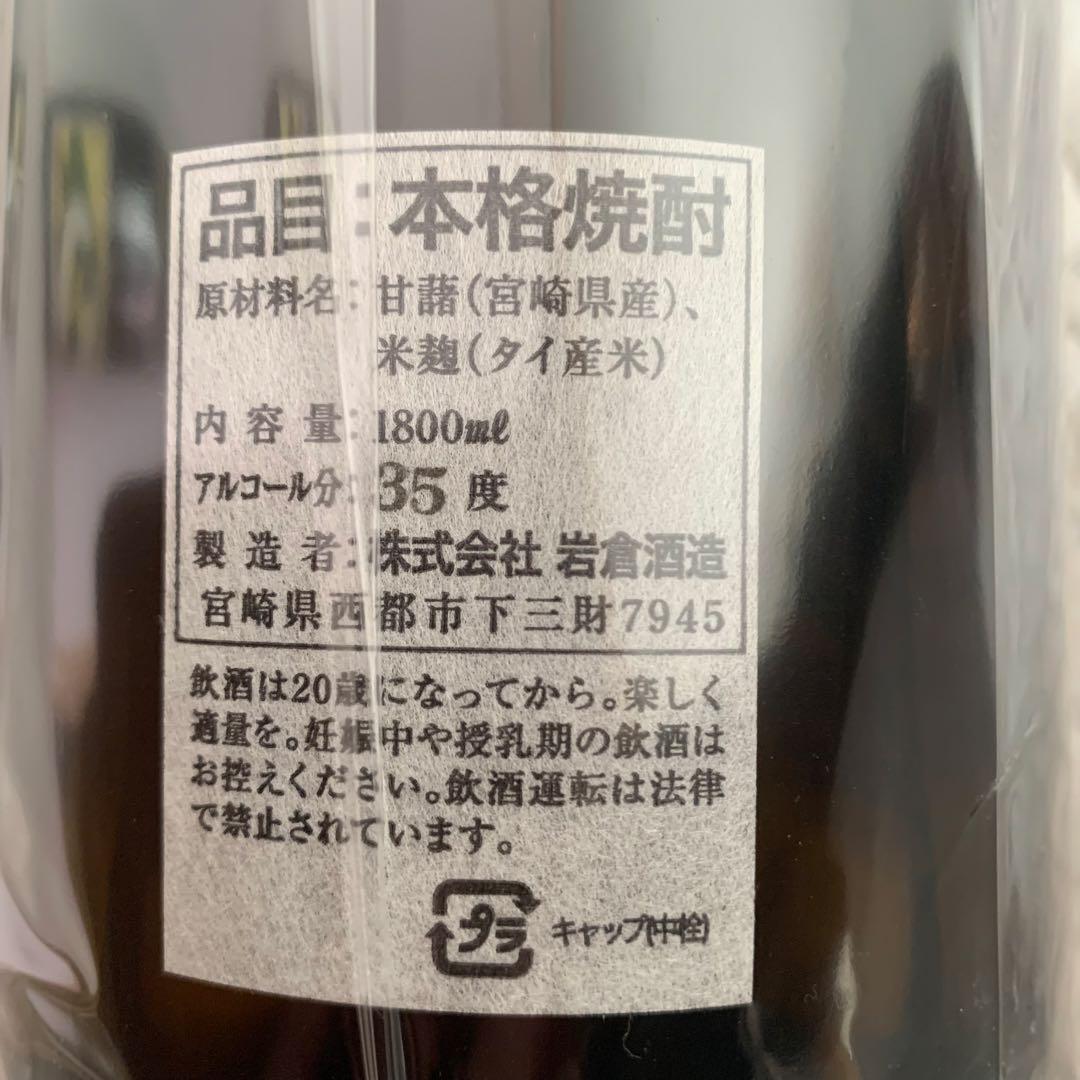 品目：本格焼酎
原材料名：甘藷（宮崎県産）、
米麹（タイ産米）
内容量：1800mℓ
アルコール分：35度
製造者：株式会社 岩倉酒造
宮崎県西都市下三財7945
飲酒は20歳になってから。楽しく
適量を。妊娠中や授乳期の飲酒は
お控えください。飲酒運転は法律
で禁止されています。
プラ キャップ（中栓）